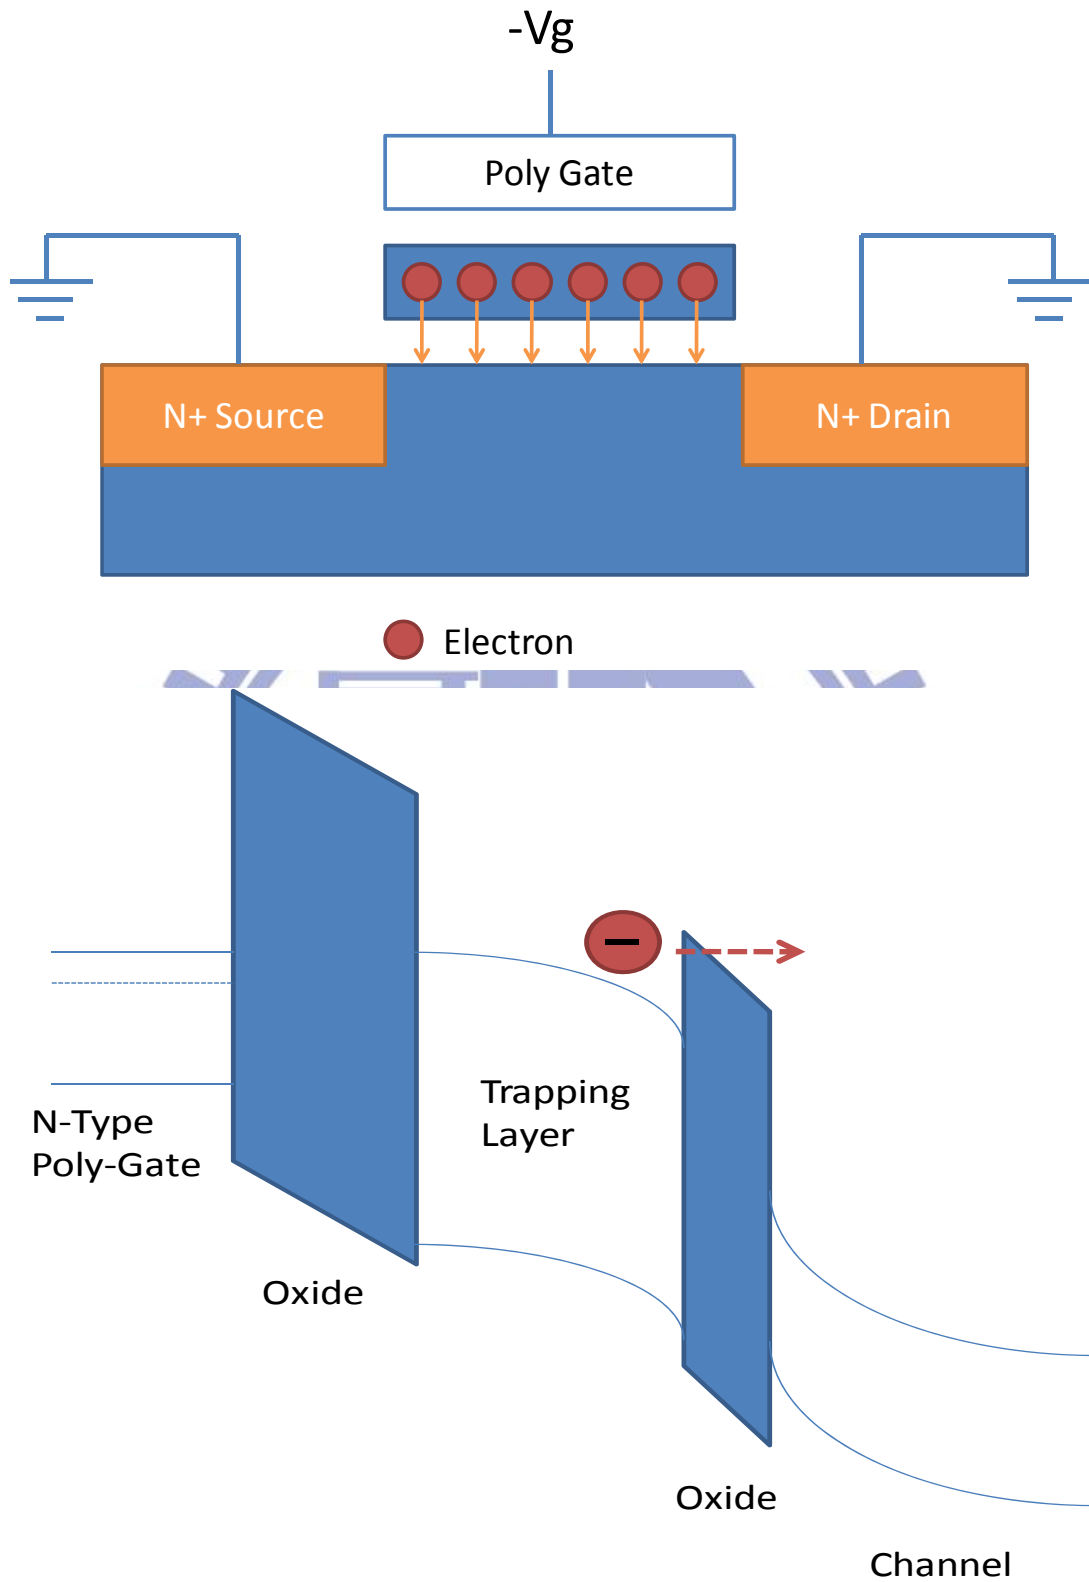 -Vg
Poly Gate
N+ Source
N+ Drain
Electron
Trapping
Layer
N-Type
Poly-Gate
Oxide
Oxide
Channel